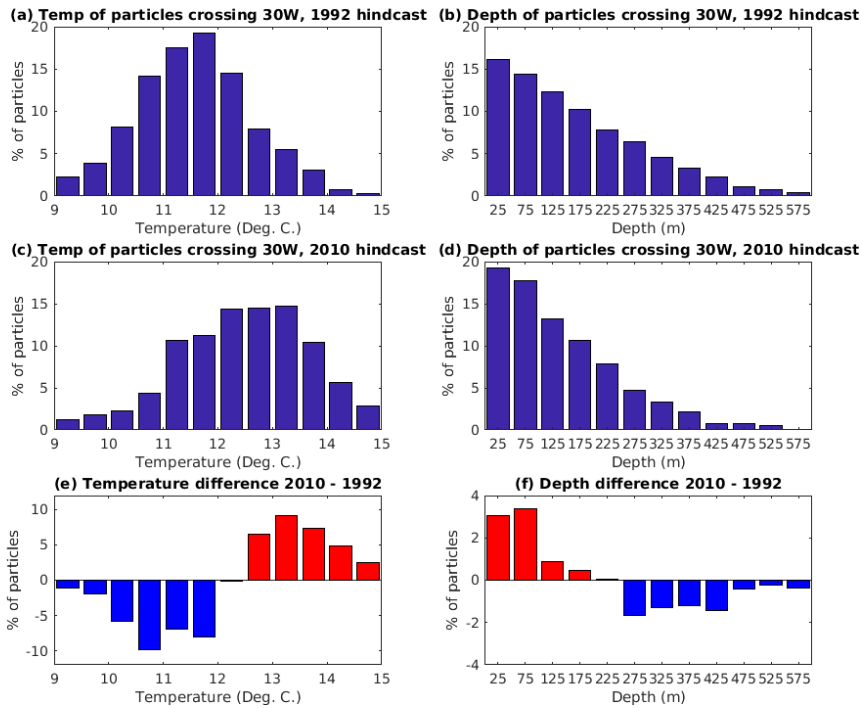 (a) Temp of particles crossing 30W, 1992 hindcast
20
15
10
5
0
% of particles
9 10 11 12 13 14 15
Temperature (Deg. C.)
(b) Depth of particles crossing 30W, 1992 hindcast
20
15
10
5
0
% of particles
25 75 125 175 225 275 325 375 425 475 525 575
Depth (m)
(c) Temp of particles crossing 30W, 2010 hindcast
20
15
10
5
0
% of particles
9 10 11 12 13 14 15
Temperature (Deg. C.)
(d) Depth of particles crossing 30W, 2010 hindcast
20
15
10
5
0
% of particles
25 75 125 175 225 275 325 375 425 475 525 575
Depth (m)
(e) Temperature difference 2010 - 1992
10
5
0
-5
-10
% of particles
9 10 11 12 13 14 15
Temperature (Deg. C.)
(f) Depth difference 2010 - 1992
4
2
0
-2
-4
% of particles
25 75 125 175 225 275 325 375 425 475 525 575
Depth (m)